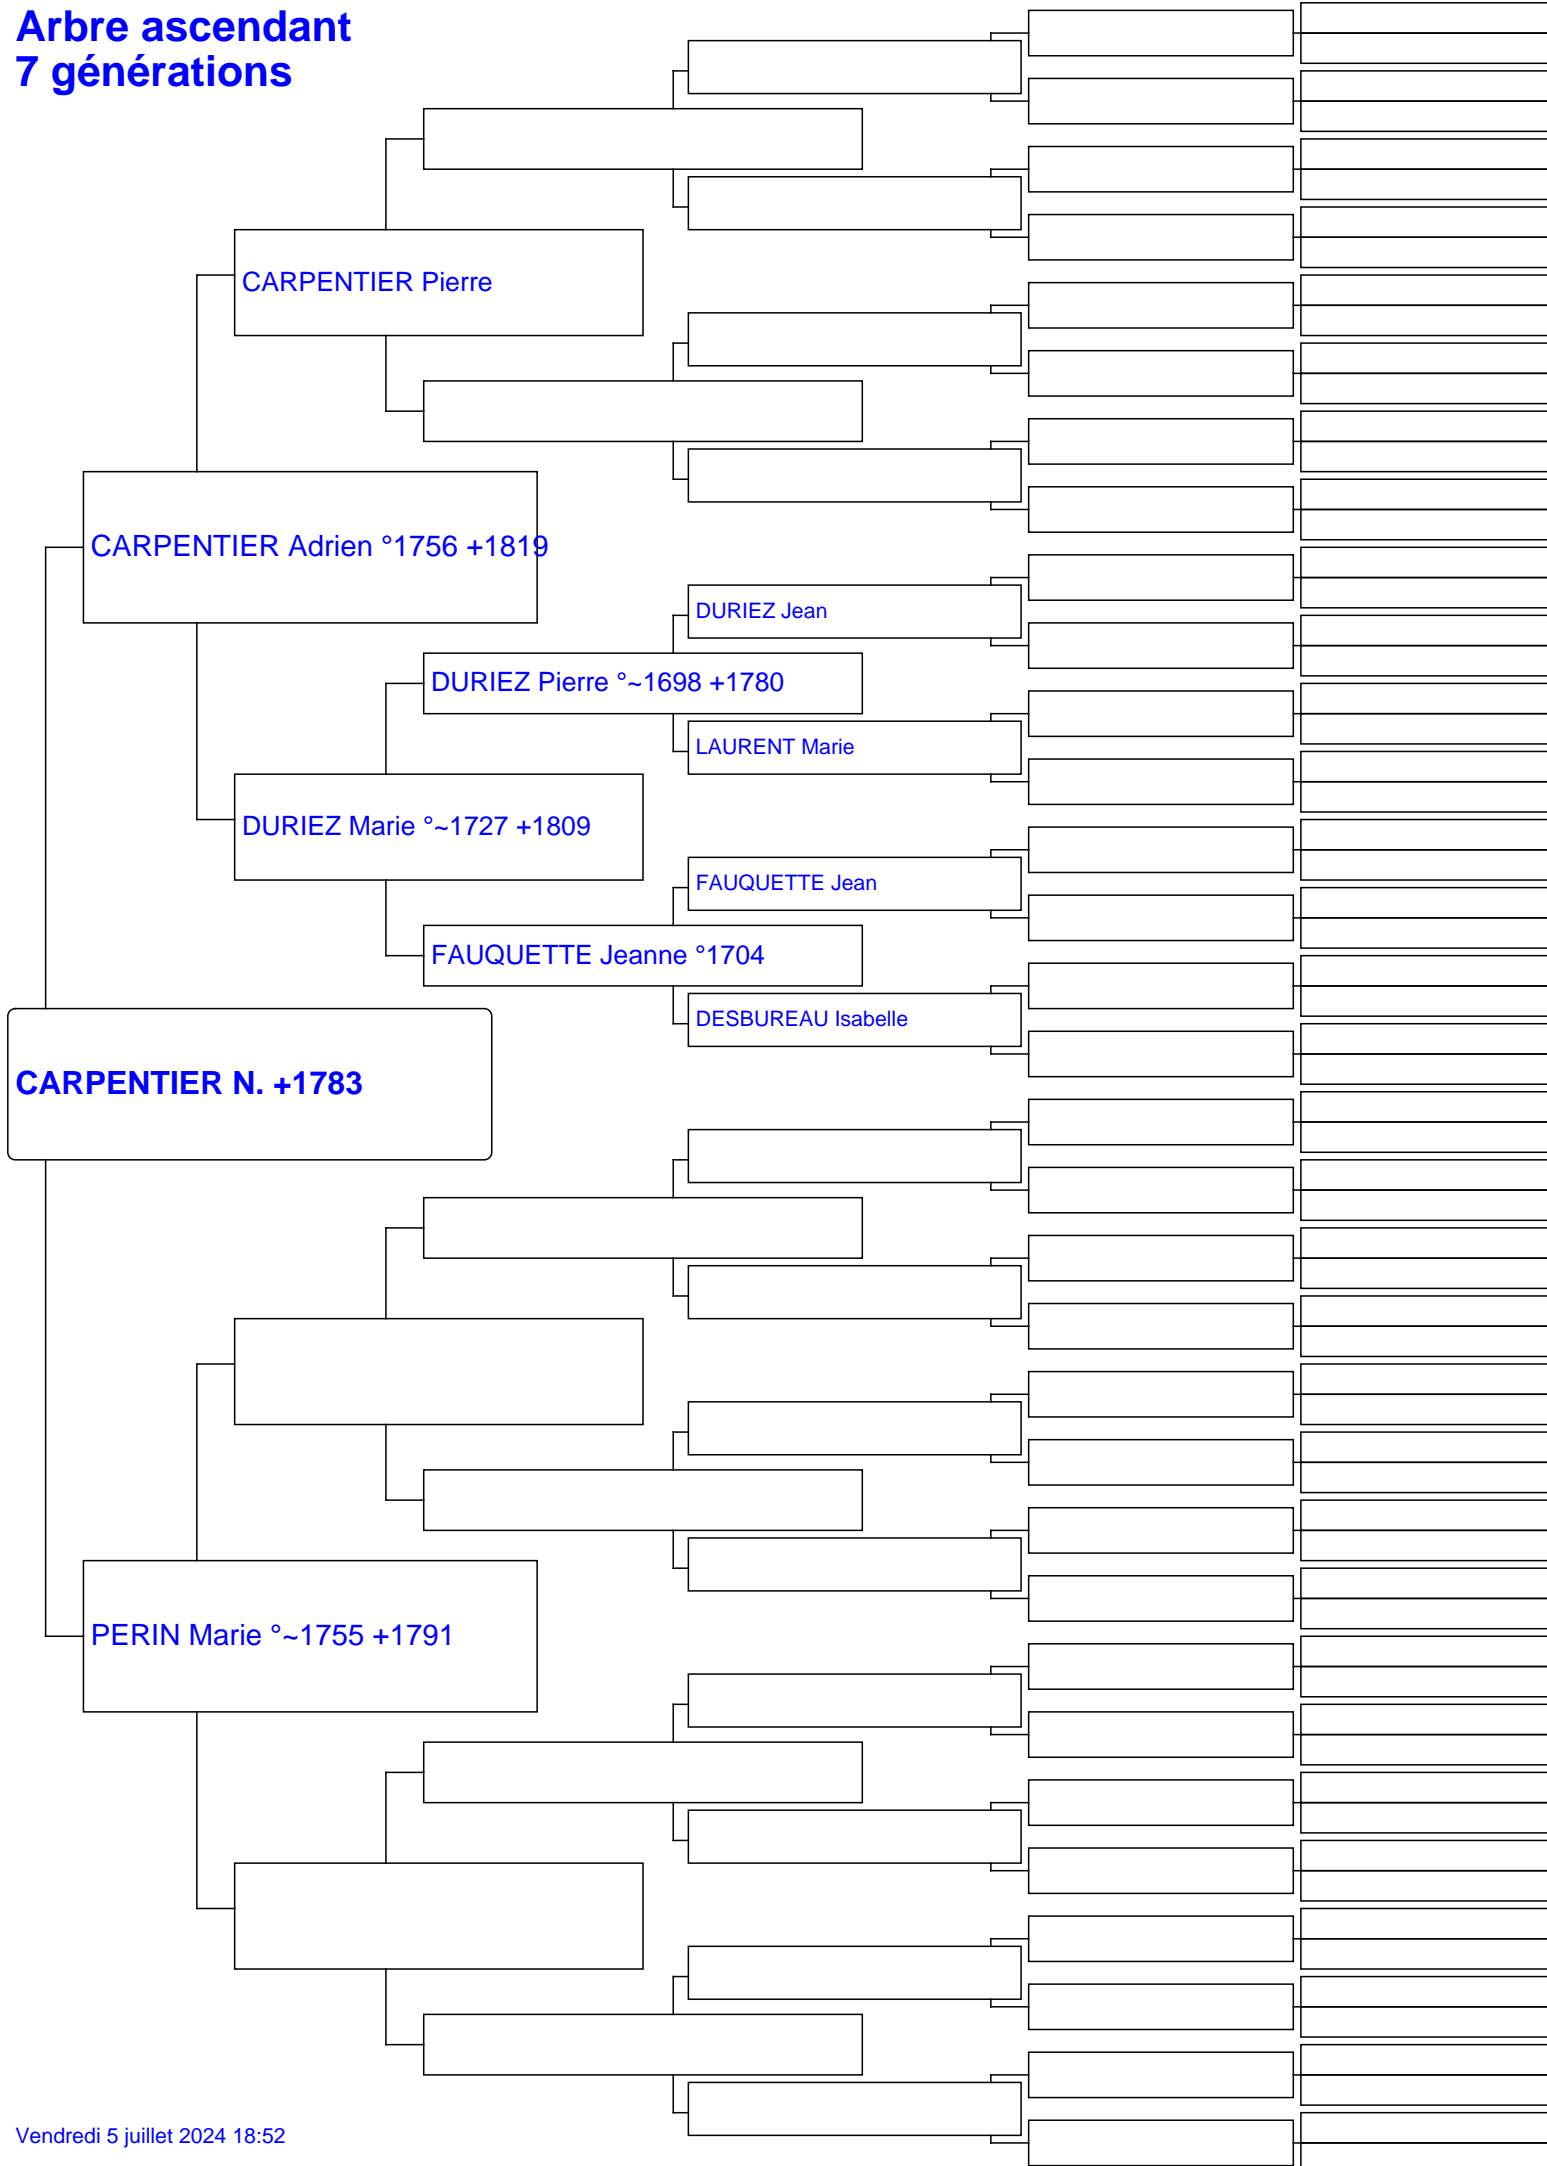 Arbre ascendant
7 générations
CARPENTIER Pierre
CARPENTIER Adrien °1756 +1819
DURIEZ Jean
DURIEZ Pierre °~1698 +1780
LAURENT Marie
DURIEZ Marie °~1727 +1809
FAUQUETTE Jean
FAUQUETTE Jeanne °1704
DESBUREAU Isabelle
CARPENTIER N. +1783
PERIN Marie °~1755 +1791
Vendredi 5 juillet 2024 18:52